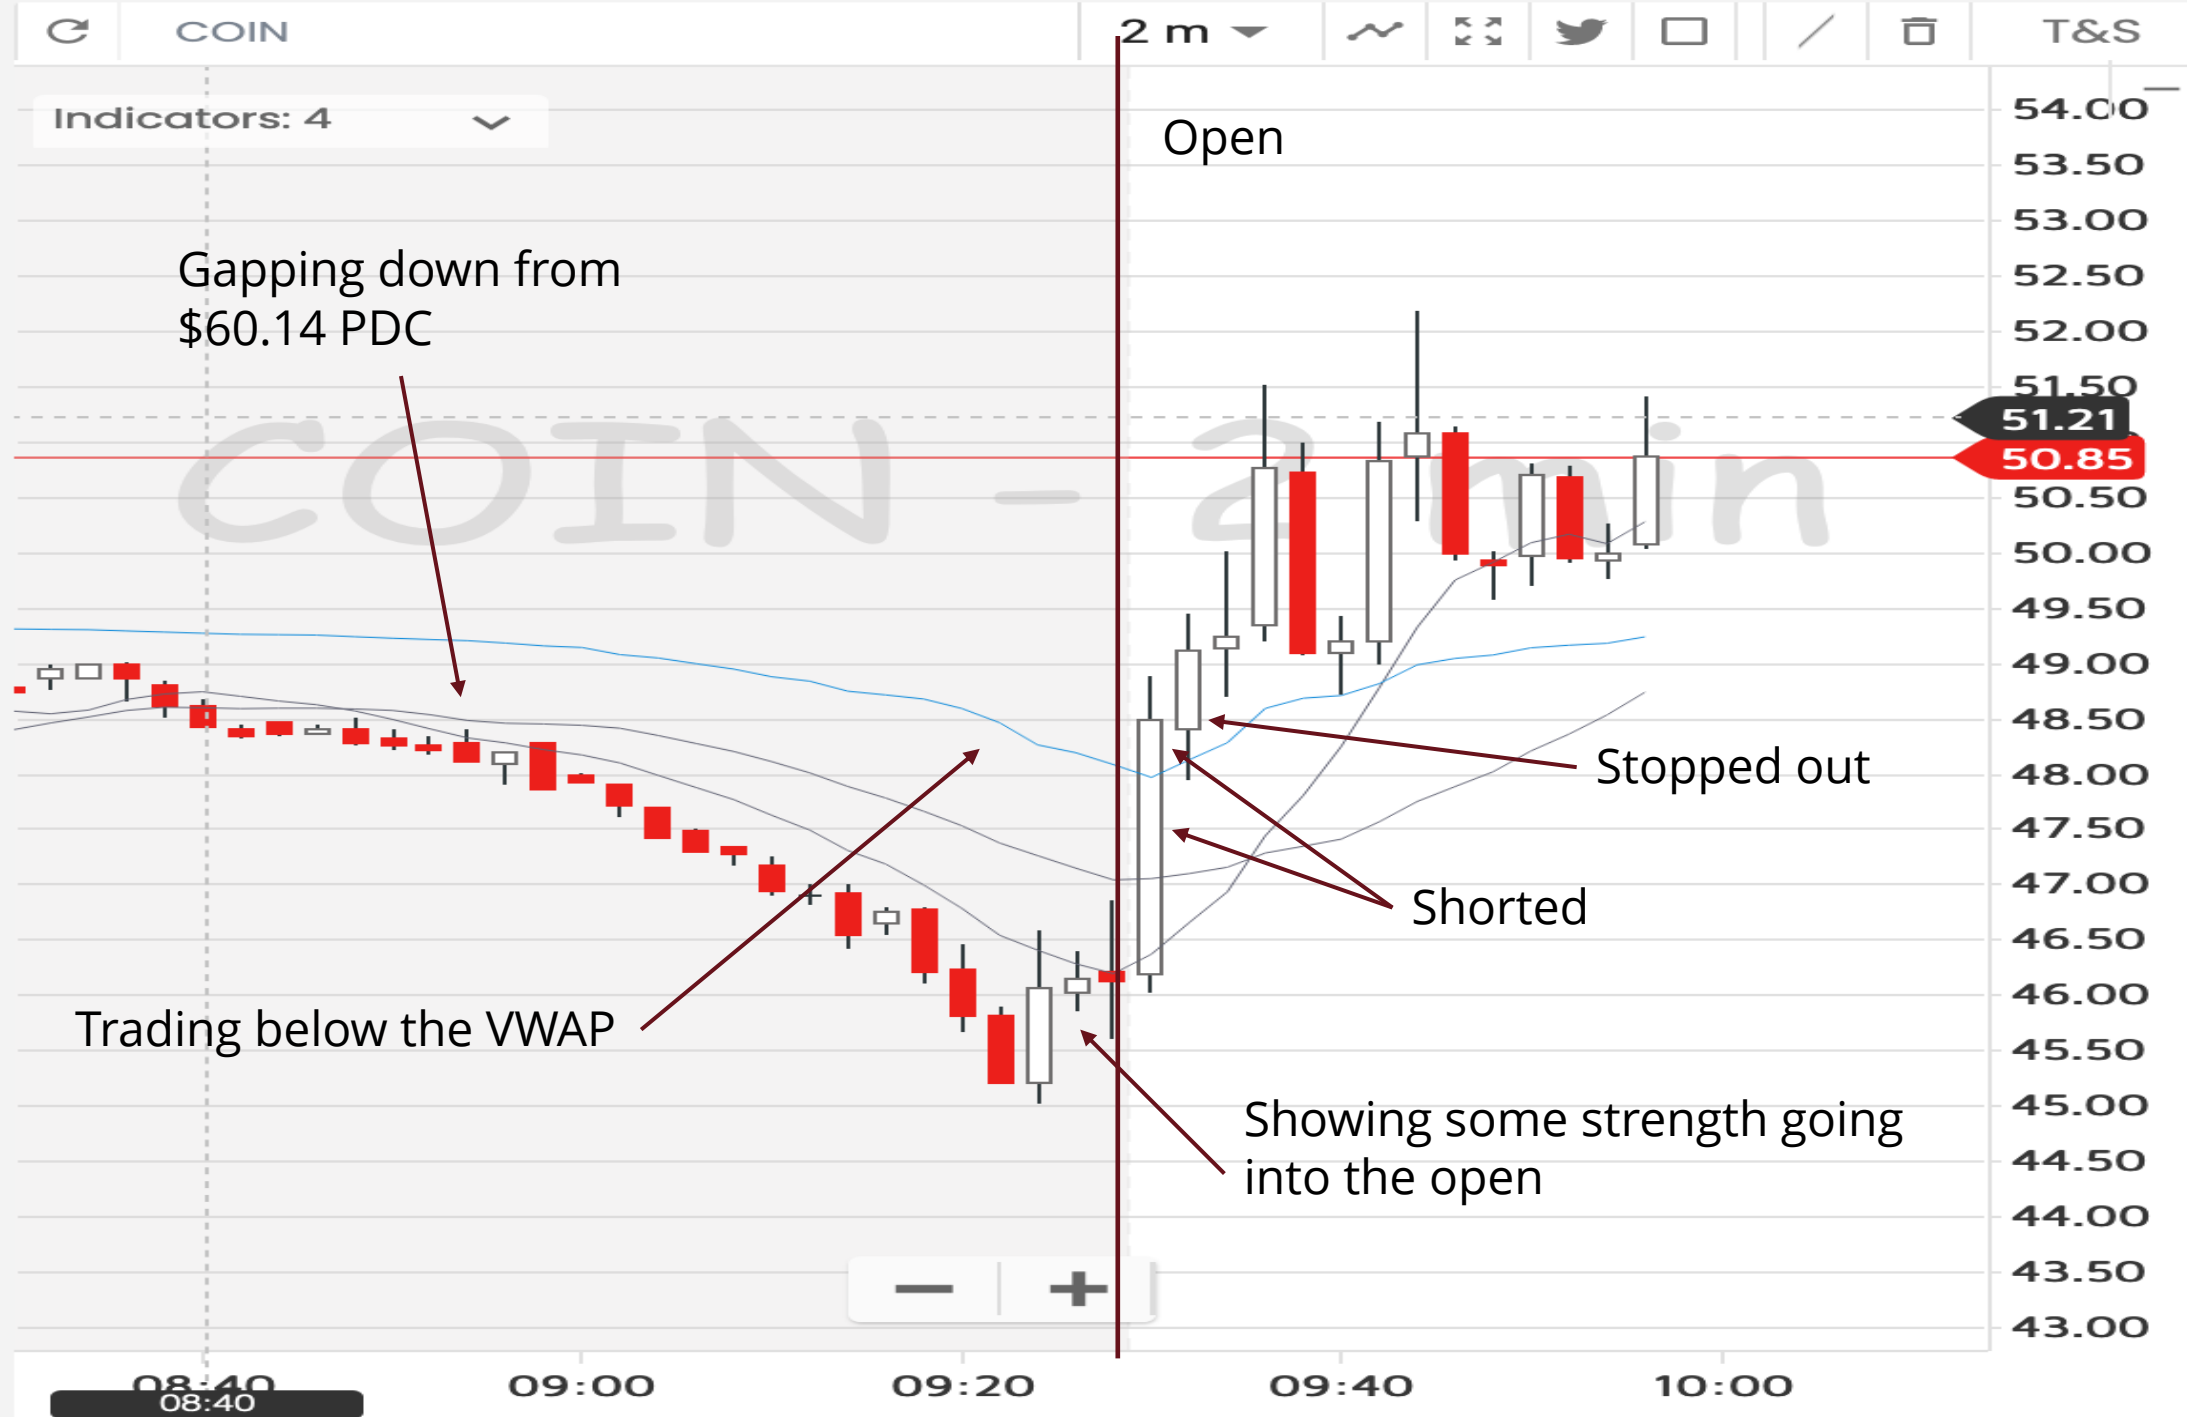 COIN
2 m
T&S
Indicators: 4
Open
Gapping down from
$60.14 PDC
COIN - 2 min
Trading below the VWAP
Stopped out
Shorted
Showing some strength going
into the open
54.00
53.50
53.00
52.50
52.00
51.50
51.21
50.85
50.50
50.00
49.50
49.00
48.50
48.00
47.50
47.00
46.50
46.00
45.50
45.00
44.50
44.00
43.50
43.00
08:40 09:00 09:20 09:40 10:00
08:40